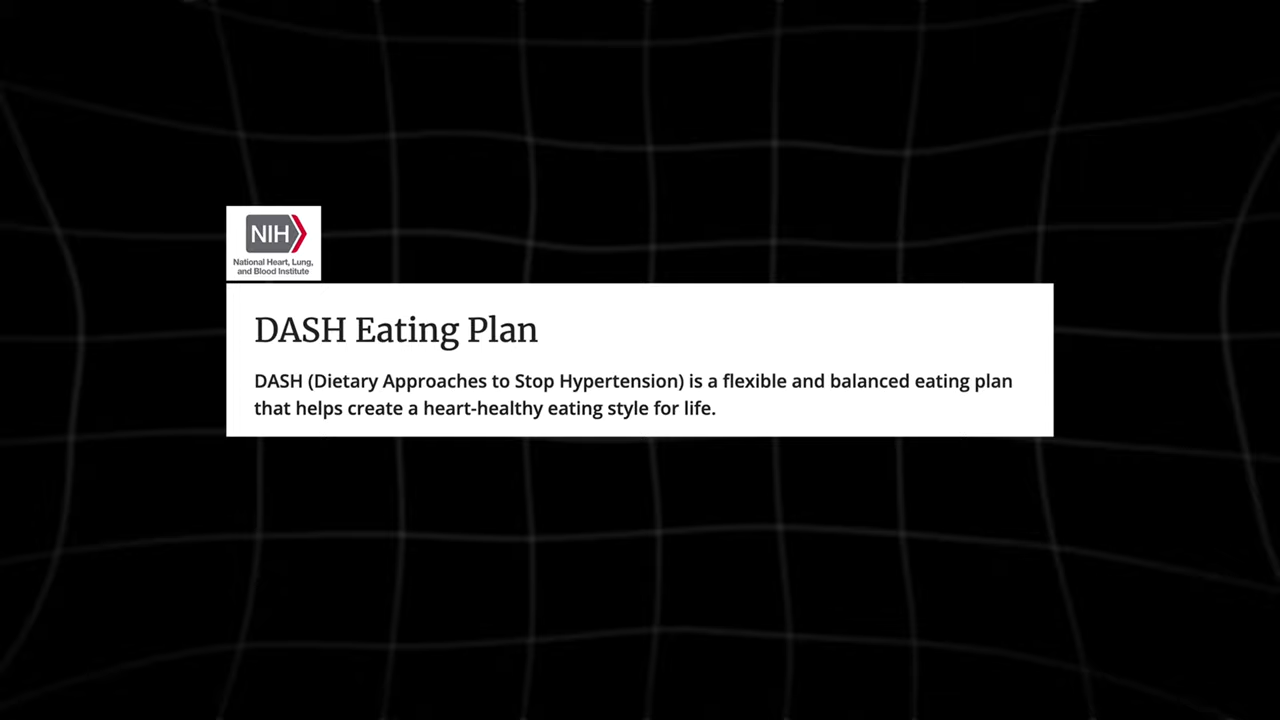 NIH
National Heart, Lung,
and Blood Institute
DASH Eating Plan
DASH (Dietary Approaches to Stop Hypertension) is a flexible and balanced eating plan
that helps create a heart-healthy eating style for life.